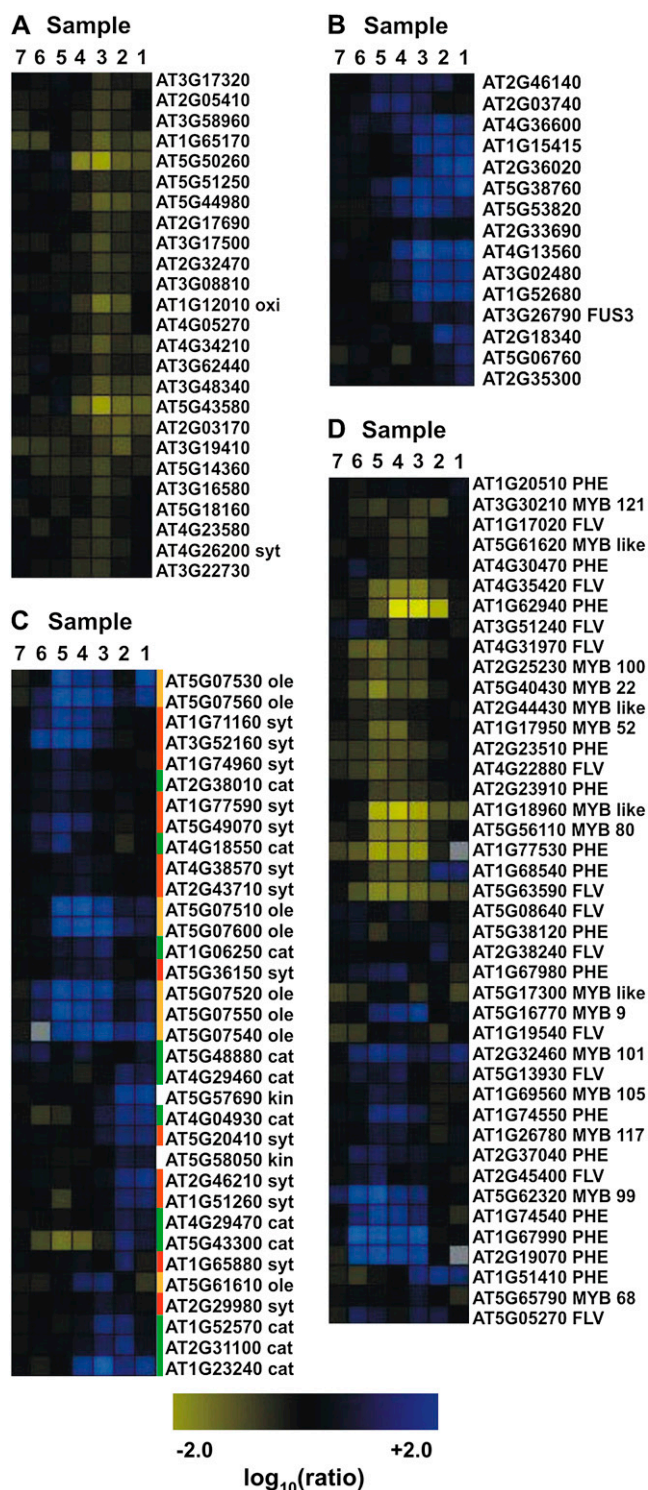 A Sample
7 6 5 4 3 2 1
AT3G17320
AT2G05410
AT3G58960
AT1G65170
AT5G50260
AT5G51250
AT5G44980
AT2G17690
AT3G17500
AT2G32470
AT3G08810
AT1G12010 oxi
AT4G05270
AT4G34210
AT3G62440
AT3G48340
AT5G43580
AT2G03170
AT3G19410
AT5G14360
AT3G16580
AT5G18160
AT4G23580
AT4G26200 syt
AT3G22730
B Sample
7 6 5 4 3 2 1
AT2G46140
AT2G03740
AT4G36600
AT1G15415
AT2G36020
AT5G38760
AT5G53820
AT2G33690
AT4G13560
AT3G02480
AT1G52680
AT3G26790 FUS3
AT2G18340
AT5G06760
AT2G35300
C Sample
7 6 5 4 3 2 1
AT5G07530 ole
AT5G07560 ole
AT1G71160 syt
AT3G52160 syt
AT1G74960 syt
AT2G38010 cat
AT1G77590 syt
AT5G49070 syt
AT4G18550 cat
AT4G38570 syt
AT2G43710 syt
AT5G07510 ole
AT5G07600 ole
AT1G06250 cat
AT5G36150 syt
AT5G07520 ole
AT5G07550 ole
AT5G07540 ole
AT5G48880 cat
AT4G29460 cat
AT5G57690 kin
AT4G04930 cat
AT5G20410 syt
AT5G58050 kin
AT2G46210 syt
AT1G51260 syt
AT4G29470 cat
AT5G43300 cat
AT1G65880 syt
AT5G61610 ole
AT2G29980 syt
AT1G52570 cat
AT2G31100 cat
AT1G23240 cat
D Sample
7 6 5 4 3 2 1
AT1G20510 PHE
AT3G30210 MYB 121
AT1G17020 FLV
AT5G61620 MYB like
AT4G30470 PHE
AT4G35420 FLV
AT1G62940 PHE
AT3G51240 FLV
AT4G31970 FLV
AT2G25230 MYB 100
AT5G40430 MYB 22
AT2G44430 MYB like
AT1G17950 MYB 52
AT2G23510 PHE
AT4G22880 FLV
AT2G23910 PHE
AT1G18960 MYB like
AT5G56110 MYB 80
AT1G77530 PHE
AT1G68540 PHE
AT5G63590 FLV
AT5G08640 FLV
AT5G38120 PHE
AT2G38240 FLV
AT1G67980 PHE
AT5G17300 MYB like
AT5G16770 MYB 9
AT1G19540 FLV
AT2G32460 MYB 101
AT5G13930 FLV
AT1G69560 MYB 105
AT1G74550 PHE
AT1G26780 MYB 117
AT2G37040 PHE
AT2G45400 FLV
AT5G62320 MYB 99
AT1G74540 PHE
AT1G67990 PHE
AT2G19070 PHE
AT1G51410 PHE
AT5G65790 MYB 68
AT5G05270 FLV
-2.0 +2.0
log10(ratio)